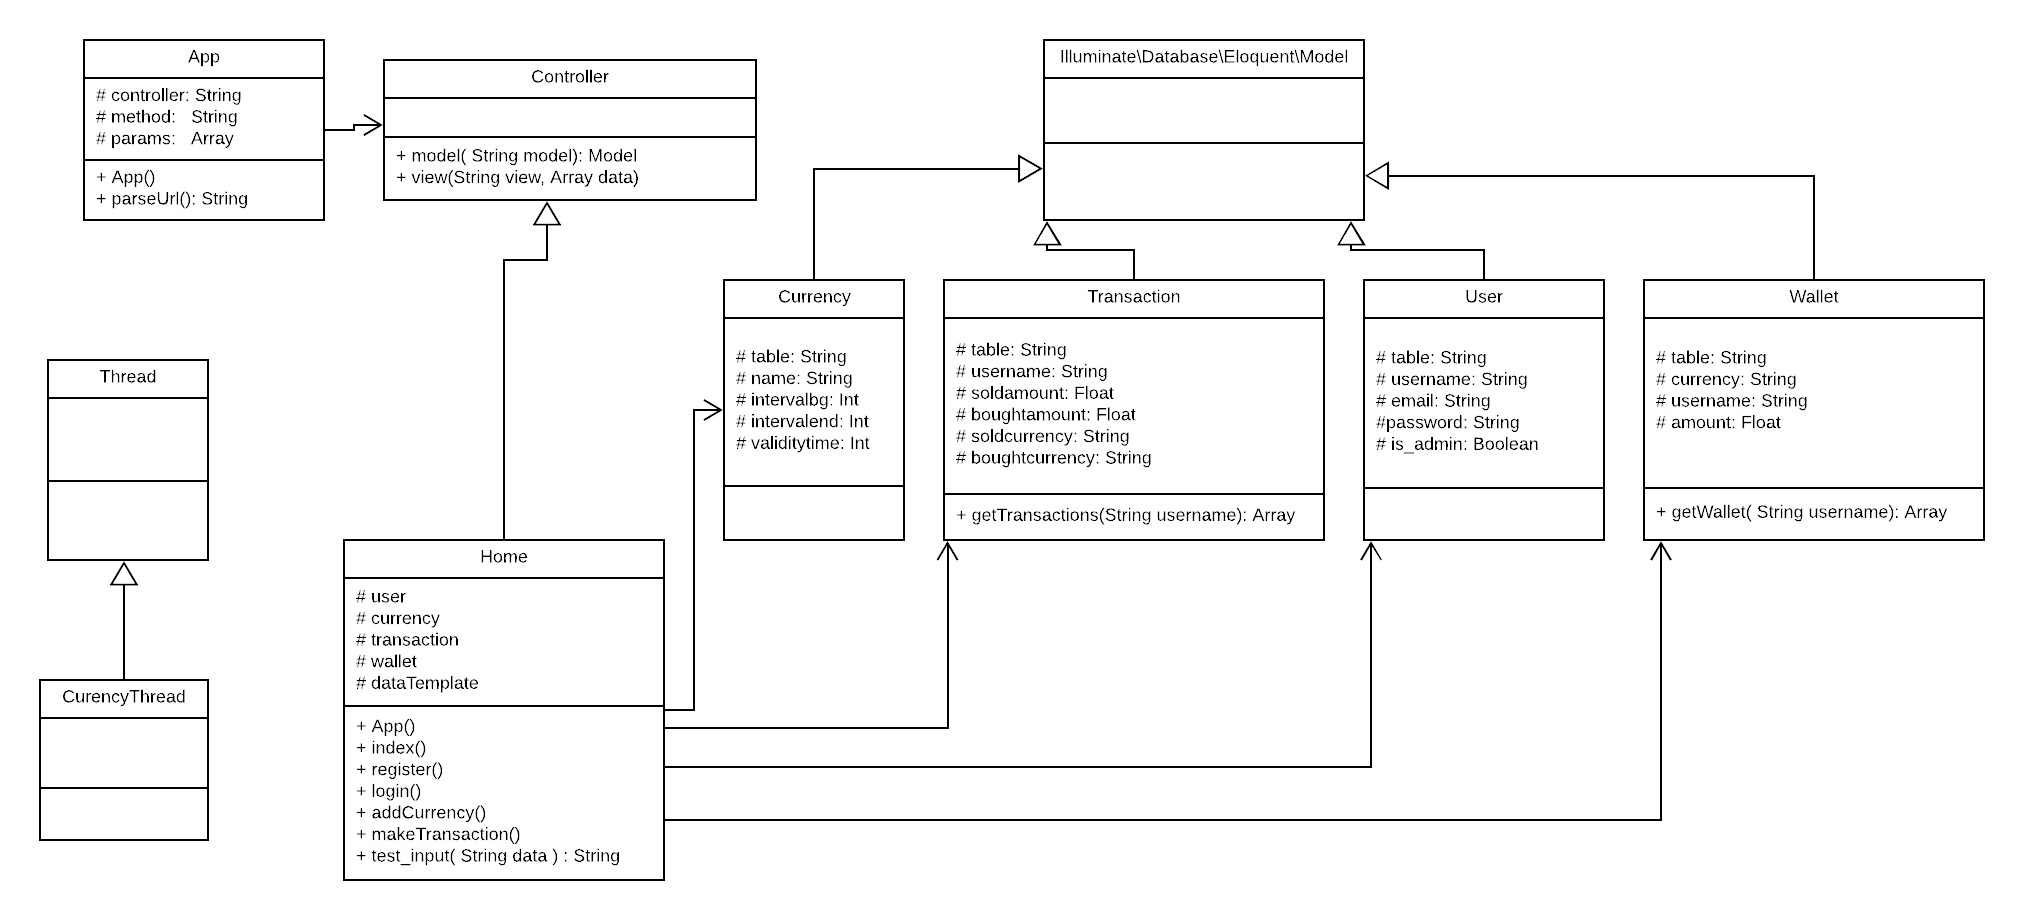 App
# controller: String
# method: String
# params: Array
+ App()
+ parseUrl(): String
Controller
+ model( String model): Model
+ view(String view, Array data)
Illuminate\Database\Eloquent\Model
Currency
# table: String
# name: String
# intervalbg: Int
# intervalend: Int
# validitytime: Int
Transaction
# table: String
# username: String
# soldamount: Float
# boughtamount: Float
# soldcurrency: String
# boughtcurrency: String
+ getTransactions(String username): Array
User
# table: String
# username: String
# email: String
#password: String
# is_admin: Boolean
Wallet
# table: String
# currency: String
# username: String
# amount: Float
+ getWallet( String username): Array
Thread
CurencyThread
Home
# user
# currency
# transaction
# wallet
# dataTemplate
+ App()
+ index()
+ register()
+ login()
+ addCurrency()
+ makeTransaction()
+ test_input( String data ) : String